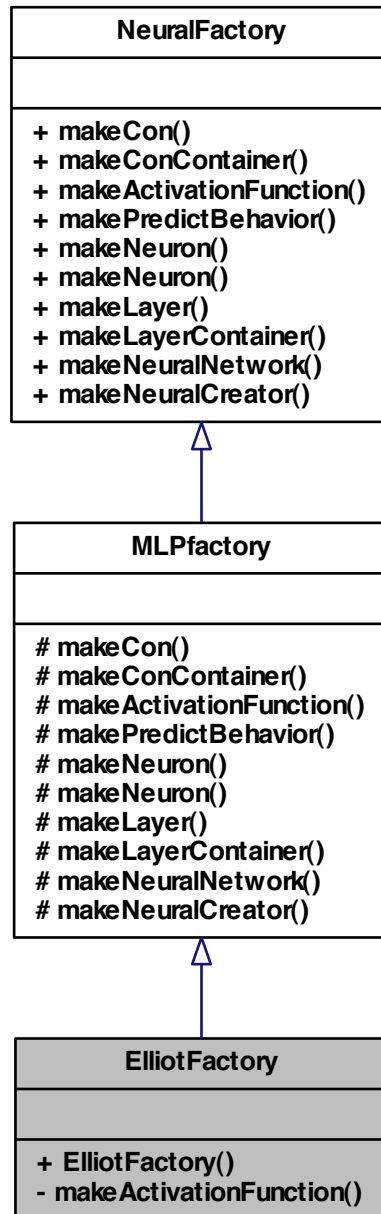 NeuralFactory
+ makeCon()
+ makeConContainer()
+ makeActivationFunction()
+ makePredictBehavior()
+ makeNeuron()
+ makeNeuron()
+ makeLayer()
+ makeLayerContainer()
+ makeNeuralNetwork()
+ makeNeuralCreator()
MLPfactory
# makeCon()
# makeConContainer()
# makeActivationFunction()
# makePredictBehavior()
# makeNeuron()
# makeNeuron()
# makeLayer()
# makeLayerContainer()
# makeNeuralNetwork()
# makeNeuralCreator()
ElliotFactory
+ ElliotFactory()
- makeActivationFunction()